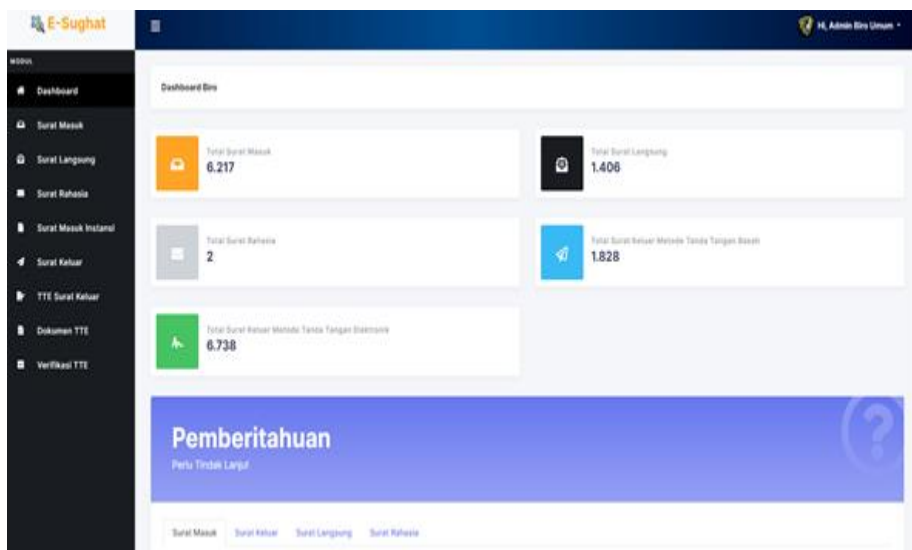 E-Sughat
Hi, Admin Biro Umum
MODUL
Dashboard
Surat Masuk
Surat Langsung
Surat Rahasia
Surat Masuk Instansi
Surat Keluar
TTE Surat Keluar
Dokumen TTE
Verifikasi TTE
Dashboard Biro
Total Surat Masuk
6.217
Total Surat Langsung
1.406
Total Surat Rahasia
2
Total Surat Keluar Metode Tanda Tangan Basah
1.828
Total Surat Keluar Metode Tanda Tangan Elektronik
6.738
Pemberitahuan
Perlu Tindak Lanjut
Surat Masuk Surat Keluar Surat Langsung Surat Rahasia